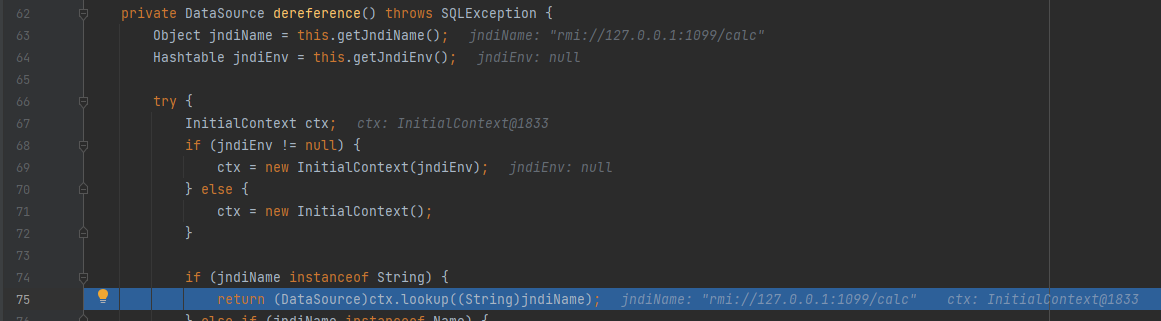 62 private DataSource dereference() throws SQLException {
63 Object jndiName = this.getJndiName(); jndiName: "rmi://127.0.0.1:1099/calc"
64 Hashtable jndiEnv = this.getJndiEnv(); jndiEnv: null
65
66 try {
67 InitialContext ctx; ctx: InitialContext@1833
68 if (jndiEnv != null) {
69 ctx = new InitialContext(jndiEnv); jndiEnv: null
70 } else {
71 ctx = new InitialContext();
72 }
73
74 if (jndiName instanceof String) {
75 return (DataSource)ctx.lookup((String)jndiName); jndiName: "rmi://127.0.0.1:1099/calc" ctx: InitialContext@1833
76 } else if (jndiName instanceof Name) {